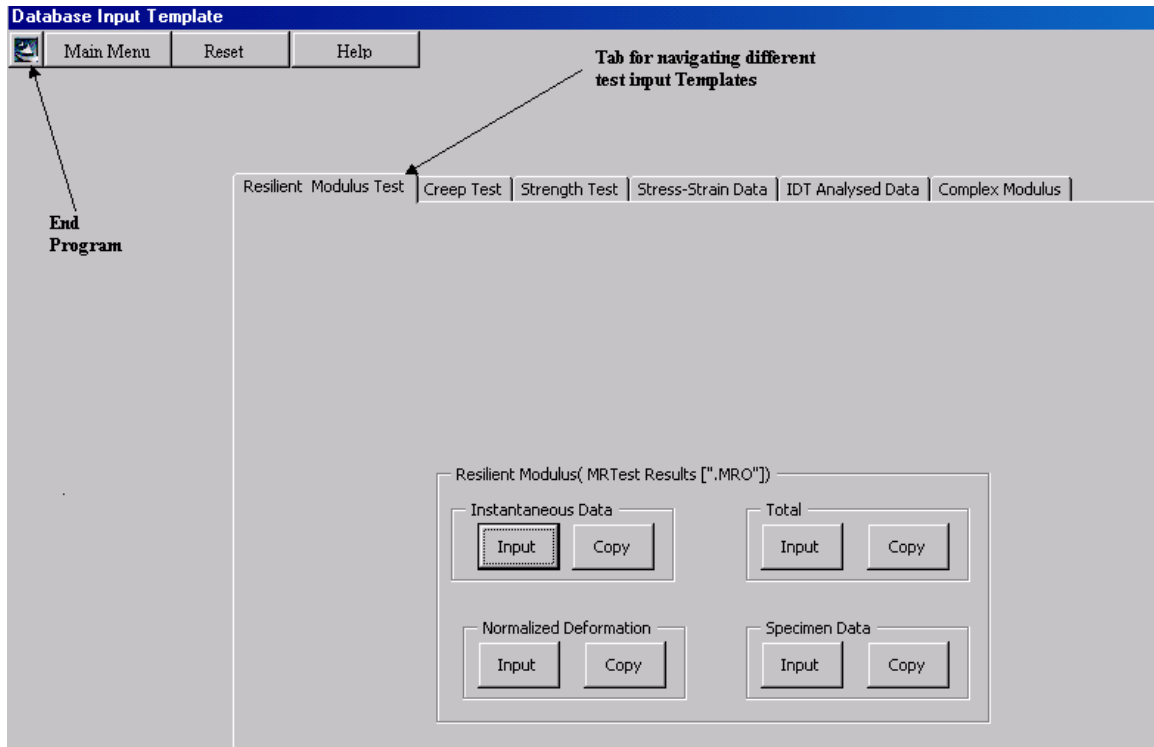 Database Input Template
Main Menu Reset Help
Tab for navigating different
test input Templates
Resilient Modulus Test Creep Test Strength Test Stress-Strain Data IDT Analysed Data Complex Modulus
End
Program
Resilient Modulus( MRTest Results [".MRO"])
Instantaneous Data Total
Input Copy Input Copy
Normalized Deformation Specimen Data
Input Copy Input Copy